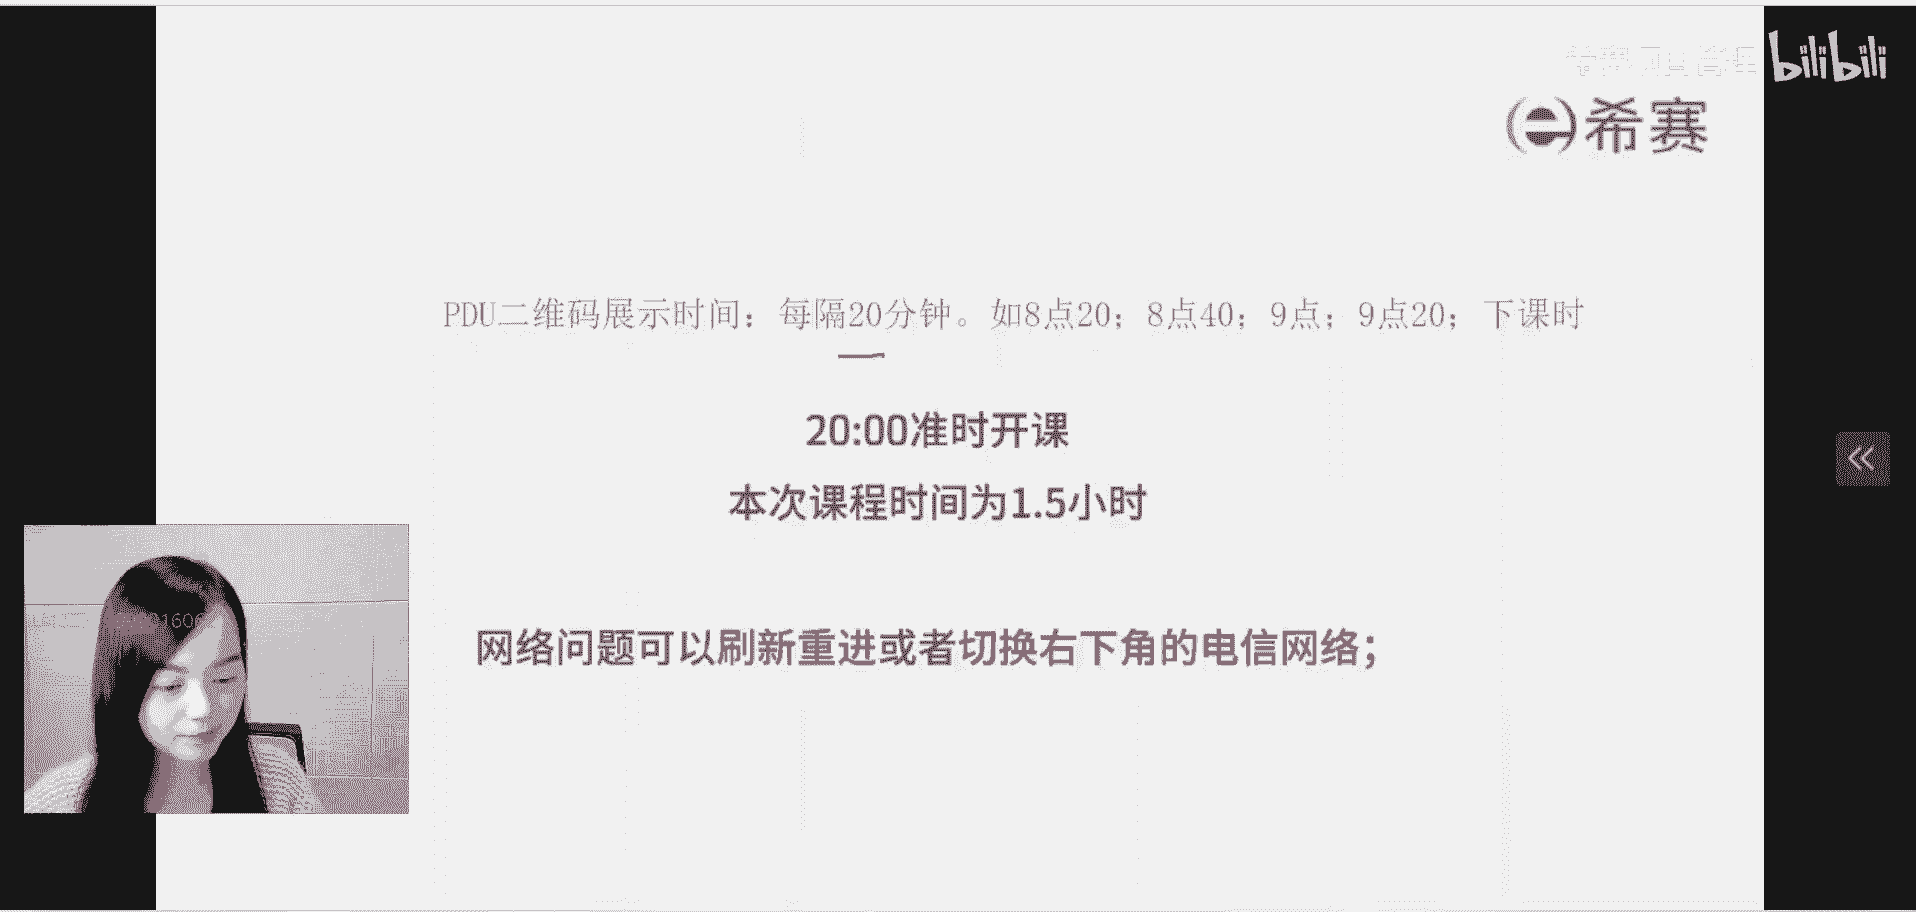 bilibili
希赛
PDU二维码展示时间：每隔20分钟。如8点20；8点40；9点；9点20；下课时
20:00准时开课
本次课程时间为1.5小时
网络问题可以刷新重进或者切换右下角的电信网络；